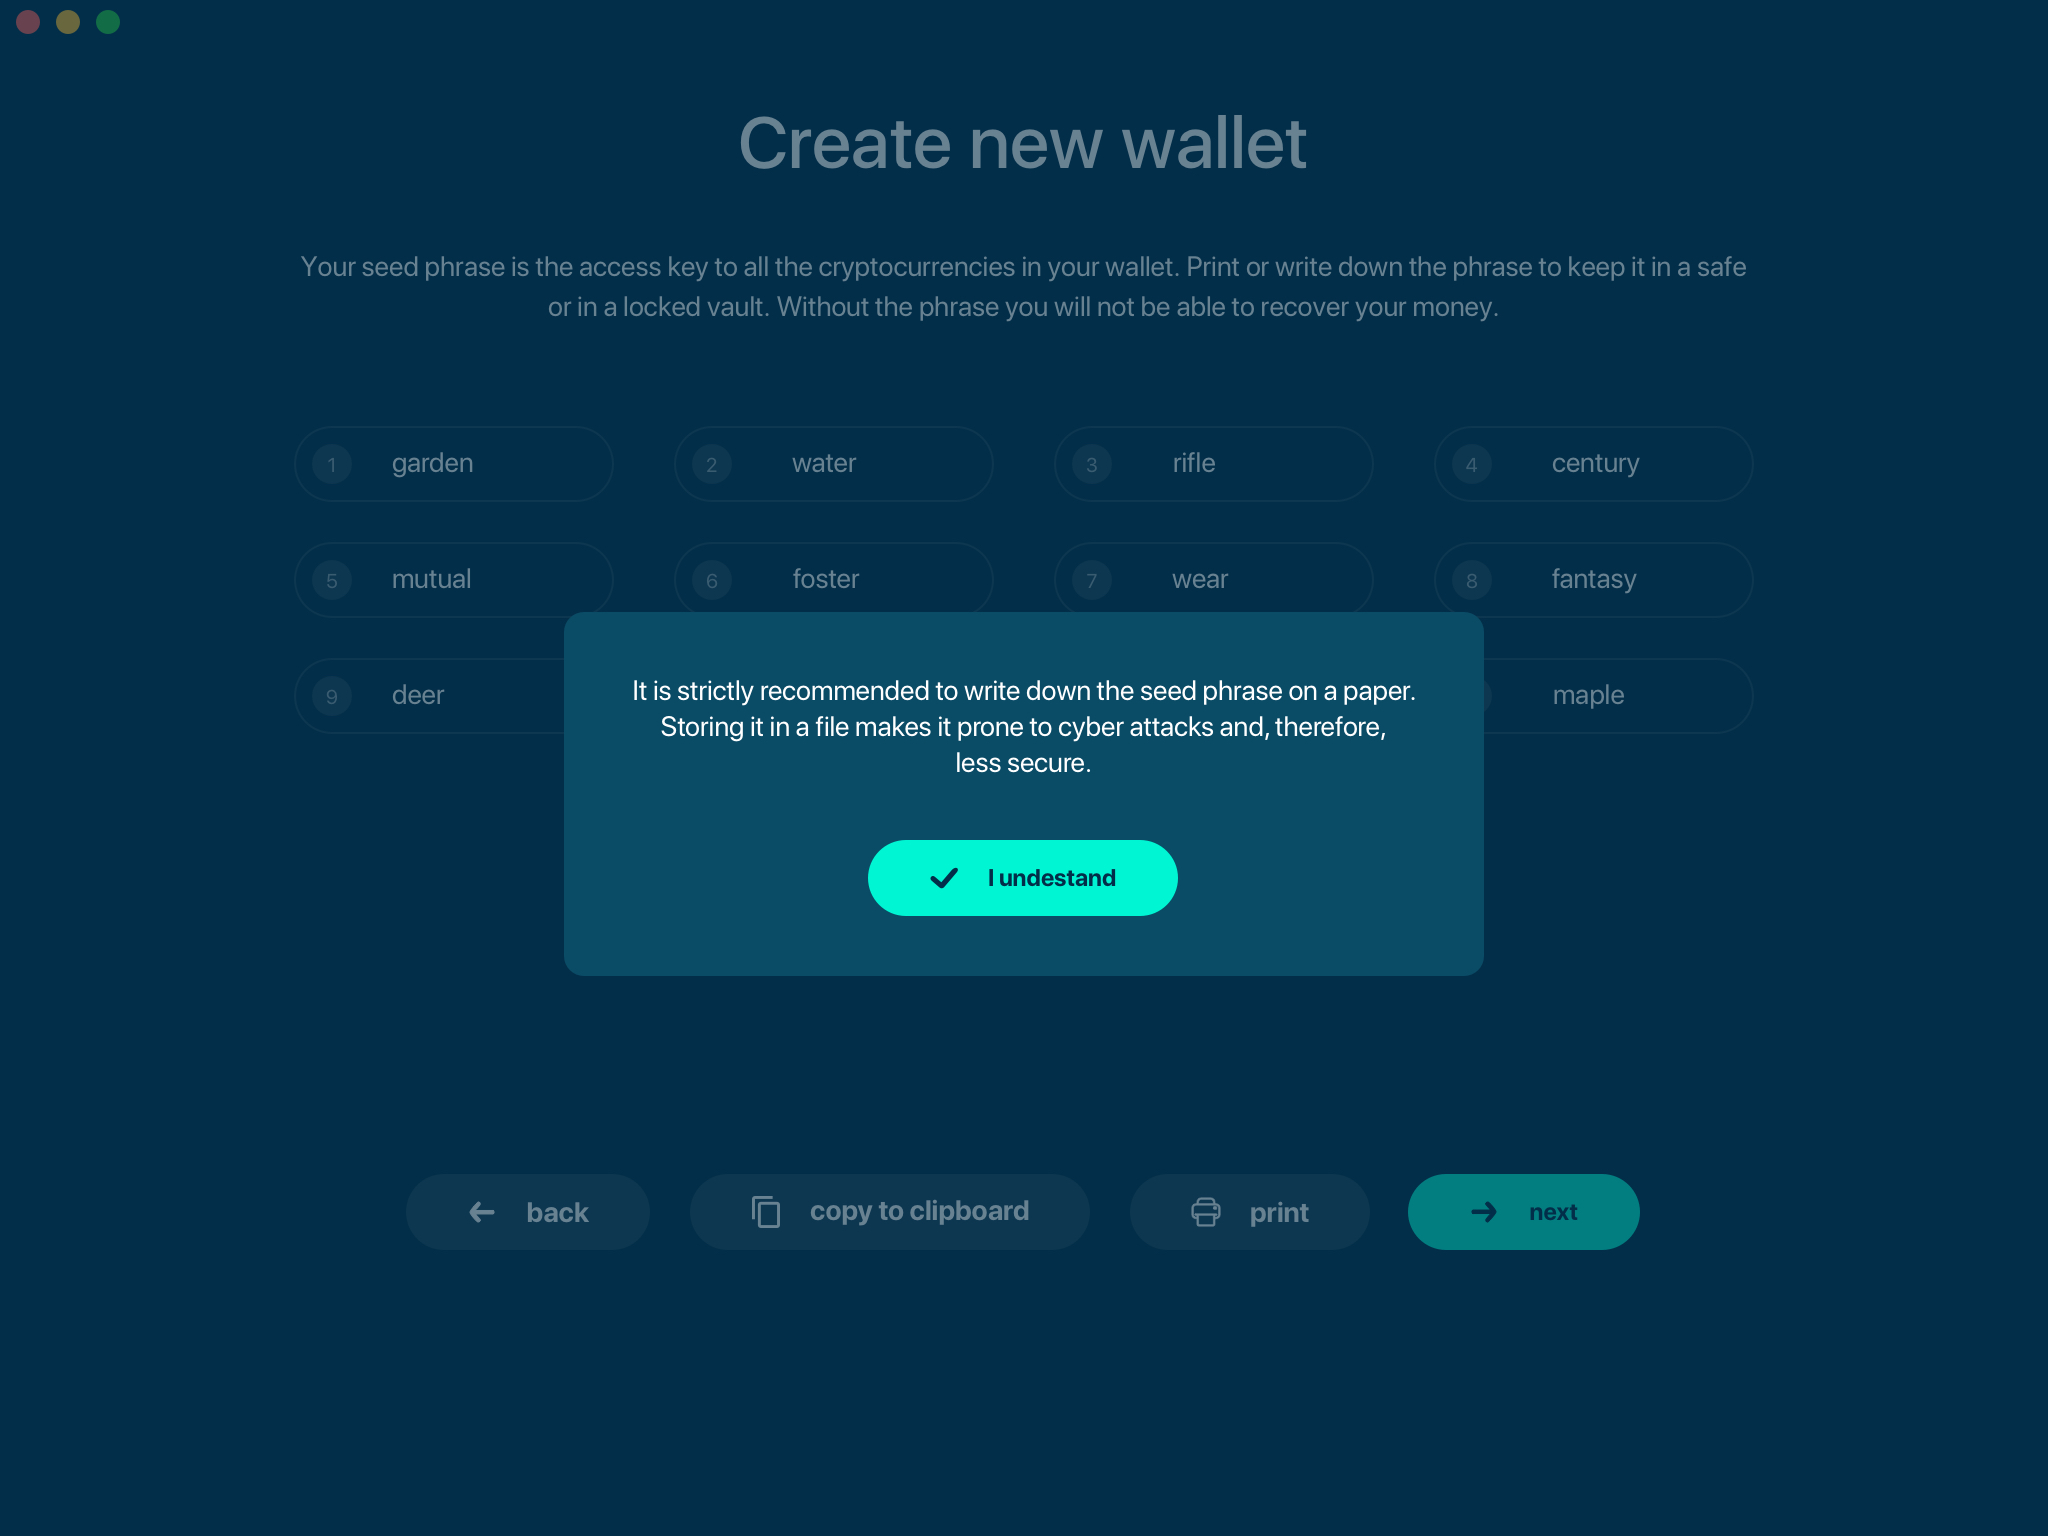 Create new wallet
Your seed phrase is the access key to all the cryptocurrencies in your wallet. Print or write down the phrase to keep it in a safe
or in a locked vault. Without the phrase you will not be able to recover your money.
1 garden
2 water
3 rifle
4 century
5 mutual
6 foster
7 wear
8 fantasy
9 deer
maple
It is strictly recommended to write down the seed phrase on a paper.
Storing it in a file makes it prone to cyber attacks and, therefore,
less secure.
I undestand
back
copy to clipboard
print
next